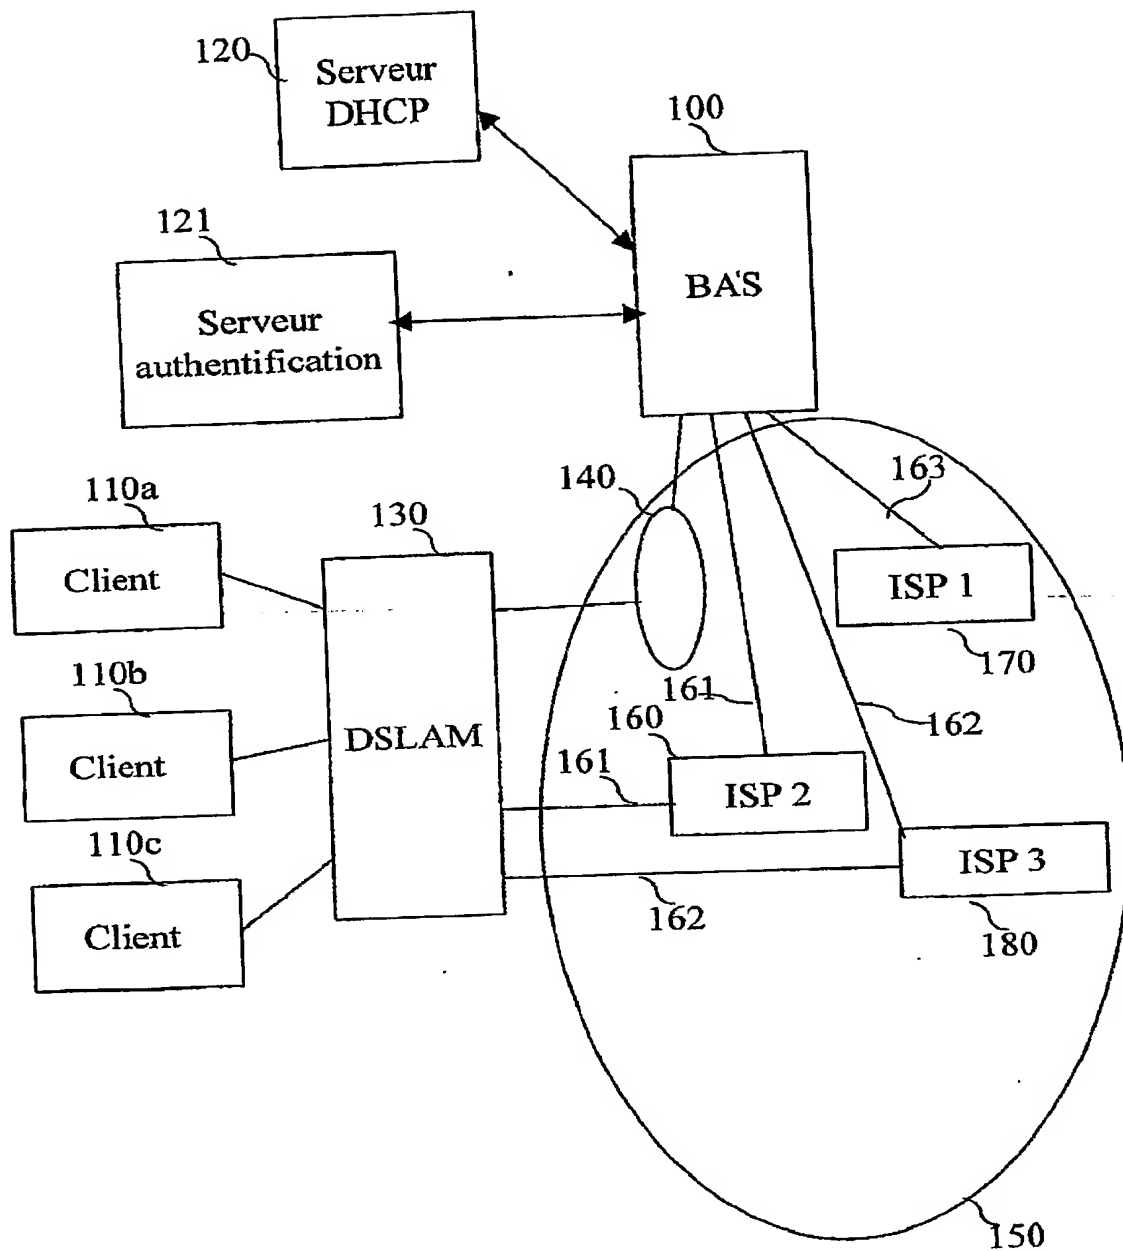 120
Serveur
DHCP
100
121
BA'S
Serveur
authentification
163
140
110a
130
Client
ISP 1
170
110b
161
160
162
Client
DSLAM
161
ISP 2
110c
ISP 3
Client
162
180
150